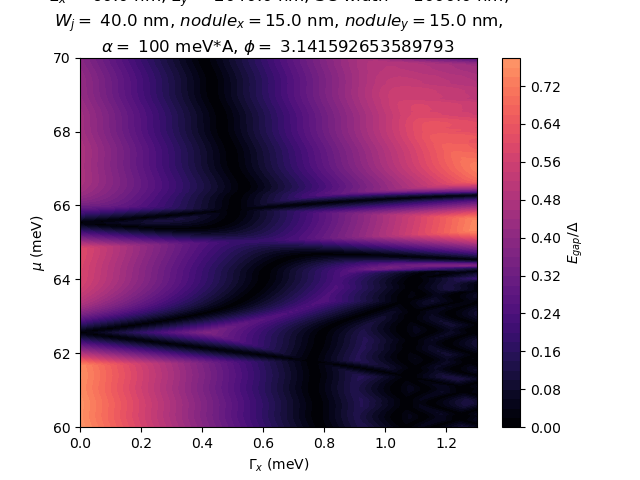 W_j = 40.0 nm, nodule_x = 15.0 nm, nodule_y = 15.0 nm,
α = 100 meV*A, ϕ = 3.141592653589793
70
68
66
64
62
60
μ (meV)
0.0 0.2 0.4 0.6 0.8 1.0 1.2
Γ_x (meV)
0.72
0.64
0.56
0.48
0.40
0.32
0.24
0.16
0.08
0.00
E_gap/Δ